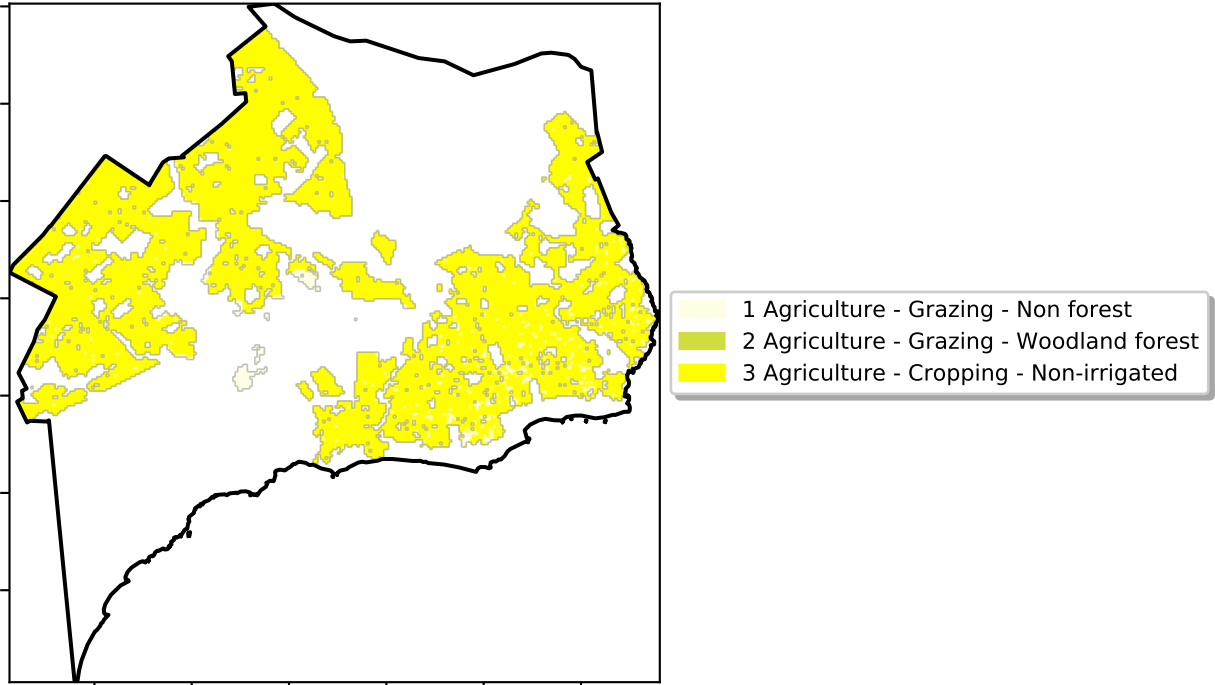 1 Agriculture - Grazing - Non forest
2 Agriculture - Grazing - Woodland forest
3 Agriculture - Cropping - Non-irrigated